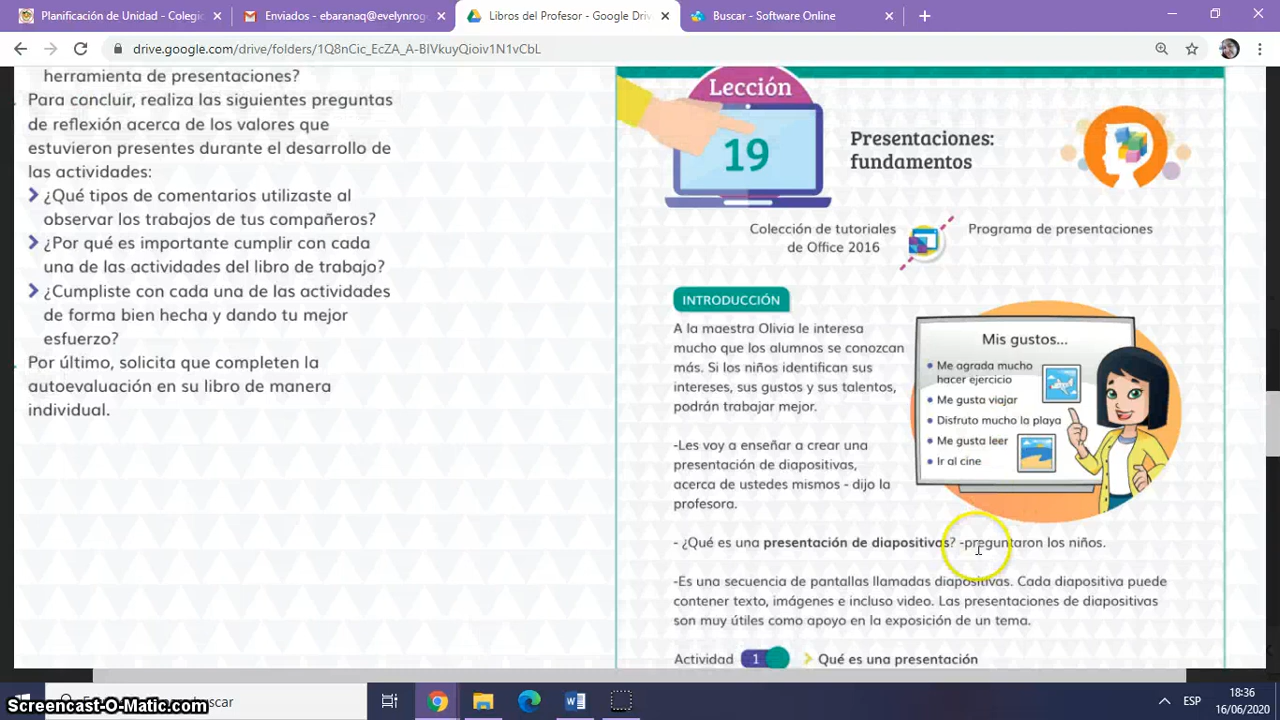 Planificación de Unidad - Colegio
Enviados - ebaranaq@evelynrog
Libros del Profesor - Google Driv
Buscar - Software Online
drive.google.com/drive/folders/1Q8nCic_EcZA_A-BIVkuyQioiv1N1vCbL
herramienta de presentaciones?
Para concluir, realiza las siguientes preguntas
de reflexión acerca de los valores que
estuvieron presentes durante el desarrollo de
las actividades:
¿Qué tipos de comentarios utilizaste al
observar los trabajos de tus compañeros?
¿Por qué es importante cumplir con cada
una de las actividades del libro de trabajo?
¿Cumpliste con cada una de las actividades
de forma bien hecha y dando tu mejor
esfuerzo?
Por último, solicita que completen la
autoevaluación en su libro de manera
individual.
Lección
19
Presentaciones:
fundamentos
Colección de tutoriales
de Office 2016
Programa de presentaciones
INTRODUCCIÓN
A la maestra Olivia le interesa
mucho que los alumnos se conozcan
más. Si los niños identifican sus
intereses, sus gustos y sus talentos,
podrán trabajar mejor.
-Les voy a enseñar a crear una
presentación de diapositivas,
acerca de ustedes mismos - dijo la
profesora.
Mis gustos...
• Me agrada mucho
hacer ejercicio
• Me gusta viajar
• Disfruto mucho la playa
• Me gusta leer
• Ir al cine
- ¿Qué es una presentación de diapositivas? -preguntaron los niños.
-Es una secuencia de pantallas llamadas diapositivas. Cada diapositiva puede
contener texto, imágenes e incluso video. Las presentaciones de diapositivas
son muy útiles como apoyo en la exposición de un tema.
Actividad 1 Qué es una presentación
Screencast-O-Matic.com
uscar
ESP
18:36
16/06/2020